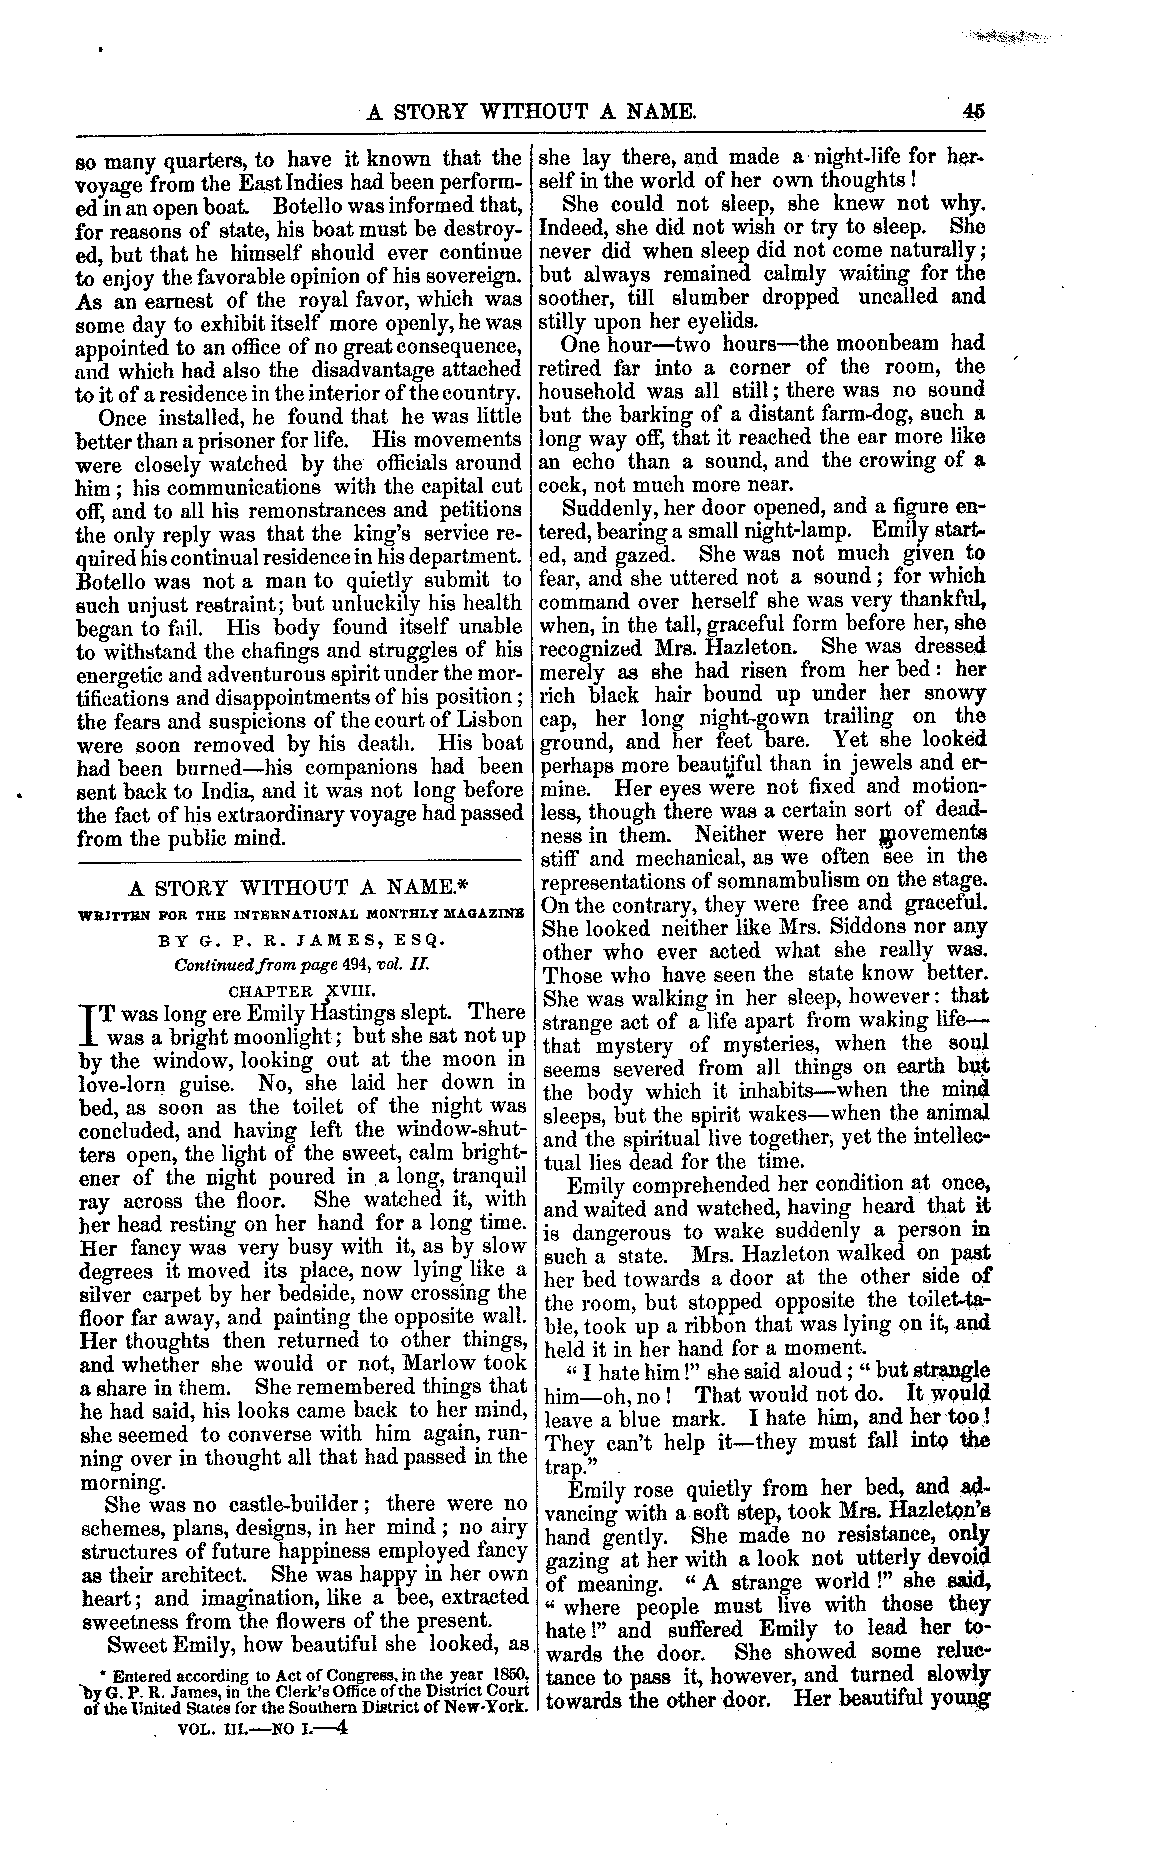 A STORY WITHOUT A NAME. 45
so many quarters, to have it known that the
voyage from the East Indies had been perform-
ed in an open boat. Botello was informed that,
for reasons of state, his boat must be destroy-
ed, but that he himself should ever continue
to enjoy the favorable opinion of his sovereign.
As an earnest of the royal favor, which was
some day to exhibit itself more openly, he was
appointed to an office of no great consequence,
and which had also the disadvantage attached
to it of a residence in the interior of the country.
Once installed, he found that he was little
better than a prisoner for life. His movements
were closely watched by the officials around
him; his communications with the capital cut
off, and to all his remonstrances and petitions
the only reply was that the king's service re-
quired his continual residence in his department.
Botello was not a man to quietly submit to
such unjust restraint; but unluckily his health
began to fail. His body found itself unable
to withstand the chafings and struggles of his
energetic and adventurous spirit under the mor-
tifications and disappointments of his position;
the fears and suspicions of the court of Lisbon
were soon removed by his death. His boat
had been burned—his companions had been
sent back to India, and it was not long before
the fact of his extraordinary voyage had passed
from the public mind.
A STORY WITHOUT A NAME.*
WRITTEN FOR THE INTERNATIONAL MONTHLY MAGAZINE
BY G. P. R. JAMES, ESQ.
Continued from page 494, vol. II.
CHAPTER XVIII.
IT was long ere Emily Hastings slept. There
was a bright moonlight; but she sat not up
by the window, looking out at the moon in
love-lorn guise. No, she laid her down in
bed, as soon as the toilet of the night was
concluded, and having left the window-shut-
ters open, the light of the sweet, calm bright-
ener of the night poured in a long, tranquil
ray across the floor. She watched it, with
her head resting on her hand for a long time.
Her fancy was very busy with it, as by slow
degrees it moved its place, now lying like a
silver carpet by her bedside, now crossing the
floor far away, and painting the opposite wall.
Her thoughts then returned to other things,
and whether she would or not, Marlow took
a share in them. She remembered things that
he had said, his looks came back to her mind,
she seemed to converse with him again, run-
ning over in thought all that had passed in the
morning.
She was no castle-builder; there were no
schemes, plans, designs, in her mind; no airy
structures of future happiness employed fancy
as their architect. She was happy in her own
heart; and imagination, like a bee, extracted
sweetness from the flowers of the present.
Sweet Emily, how beautiful she looked, as
* Entered according to Act of Congress, in the year 1850,
by G. P. R. James, in the Clerk's Office of the District Court
of the United States for the Southern District of New-York.
VOL. III.—NO I.—4
she lay there, and made a night-life for her-
self in the world of her own thoughts!
She could not sleep, she knew not why.
Indeed, she did not wish or try to sleep. She
never did when sleep did not come naturally;
but always remained calmly waiting for the
soother, till slumber dropped uncalled and
stilly upon her eyelids.
One hour—two hours—the moonbeam had
retired far into a corner of the room, the
household was all still; there was no sound
but the barking of a distant farm-dog, such a
long way off, that it reached the ear more like
an echo than a sound, and the crowing of a
cock, not much more near.
Suddenly, her door opened, and a figure en-
tered, bearing a small night-lamp. Emily start-
ed, and gazed. She was not much given to
fear, and she uttered not a sound; for which
command over herself she was very thankful,
when, in the tall, graceful form before her, she
recognized Mrs. Hazleton. She was dressed
merely as she had risen from her bed: her
rich black hair bound up under her snowy
cap, her long night-gown trailing on the
ground, and her feet bare. Yet she looked
perhaps more beautiful than in jewels and er-
mine. Her eyes were not fixed and motion-
less, though there was a certain sort of dead-
ness in them. Neither were her movements
stiff and mechanical, as we often see in the
representations of somnambulism on the stage.
On the contrary, they were free and graceful.
She looked neither like Mrs. Siddons nor any
other who ever acted what she really was.
Those who have seen the state know better.
She was walking in her sleep, however: that
strange act of a life apart from waking life—
that mystery of mysteries, when the soul
seems severed from all things on earth but
the body which it inhabits—when the mind
sleeps, but the spirit wakes—when the animal
and the spiritual live together, yet the intellec-
tual lies dead for the time.
Emily comprehended her condition at once,
and waited and watched, having heard that it
is dangerous to wake suddenly a person in
such a state. Mrs. Hazleton walked on past
her bed towards a door at the other side of
the room, but stopped opposite the toilet-ta-
ble, took up a ribbon that was lying on it, and
held it in her hand for a moment.
"I hate him!" she said aloud; "but strangle
him—oh, no! That would not do. It would
leave a blue mark. I hate him, and her too!
They can't help it—they must fall into the
trap."
Emily rose quietly from her bed, and ad-
vancing with a soft step, took Mrs. Hazleton's
hand gently. She made no resistance, only
gazing at her with a look not utterly devoid
of meaning. "A strange world!" she said,
"where people must live with those they
hate!" and suffered Emily to lead her to-
wards the door. She showed some reluc-
tance to pass it, however, and turned slowly
towards the other door. Her beautiful young